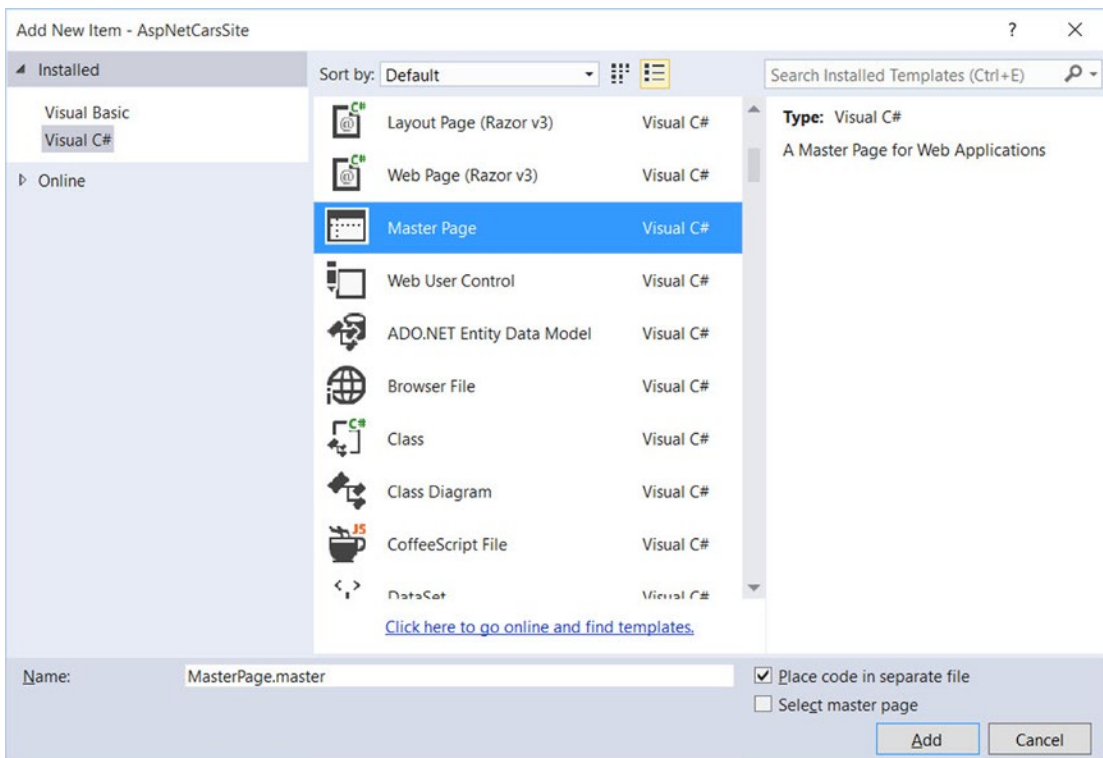 Add New Item - AspNetCarsSite ?
Installed
Visual Basic
Visual C#
Online
Sort by: Default
Search Installed Templates (Ctrl+E)
C# @ Layout Page (Razor v3) Visual C#
C# @ Web Page (Razor v3) Visual C#
Master Page Visual C#
Web User Control Visual C#
ADO.NET Entity Data Model Visual C#
Browser File Visual C#
C# Class Visual C#
Class Diagram Visual C#
JS CoffeeScript File Visual C#
DataSet Visual C#
Click here to go online and find templates.
Type: Visual C#
A Master Page for Web Applications
Name: MasterPage.master
Place code in separate file
Select master page
Add Cancel